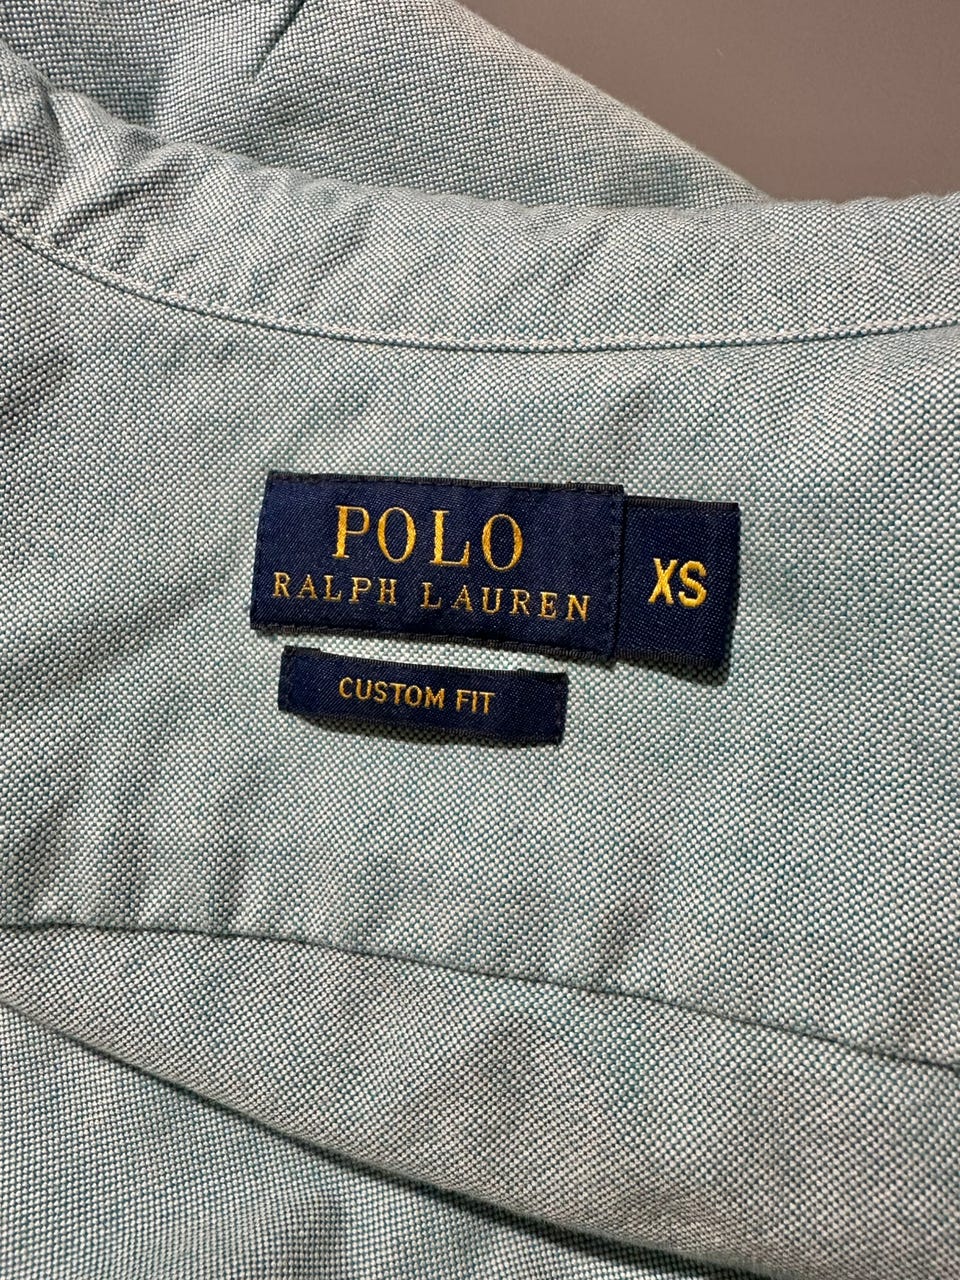 POLO
RALPH LAUREN
XS
CUSTOM FIT